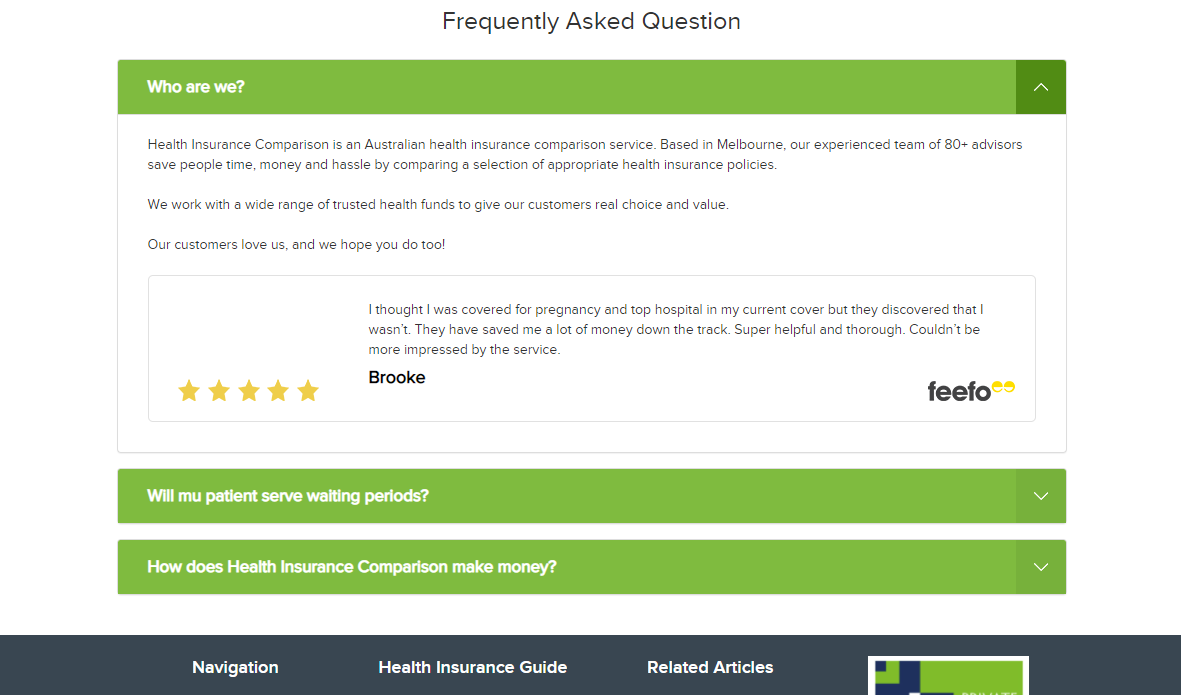 Frequently Asked Question
Who are we?
Health Insurance Comparison is an Australian health insurance comparison service. Based in Melbourne, our experienced team of 80+ advisors
save people time, money and hassle by comparing a selection of appropriate health insurance policies.
We work with a wide range of trusted health funds to give our customers real choice and value.
Our customers love us, and we hope you do too!
I thought I was covered for pregnancy and top hospital in my current cover but they discovered that I
wasn't. They have saved me a lot of money down the track. Super helpful and thorough. Couldn't be
more impressed by the service.
Brooke
feefo
Will mu patient serve waiting periods?
How does Health Insurance Comparison make money?
Navigation
Health Insurance Guide
Related Articles